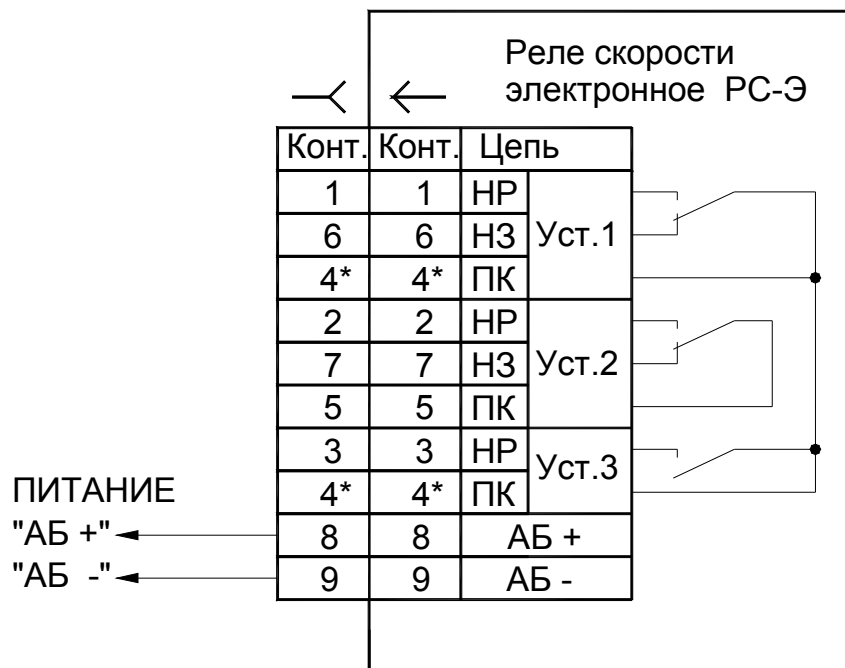 Реле скорости
электронное РС-Э
Конт. Конт. Цепь
1 1 НР
6 6 НЗ Уст.1
4* 4* ПК
2 2 НР
7 7 НЗ Уст.2
5 5 ПК
3 3 НР Уст.3
4* 4* ПК
ПИТАНИЕ
"АБ +" 8 8 АБ +
"АБ -" 9 9 АБ -